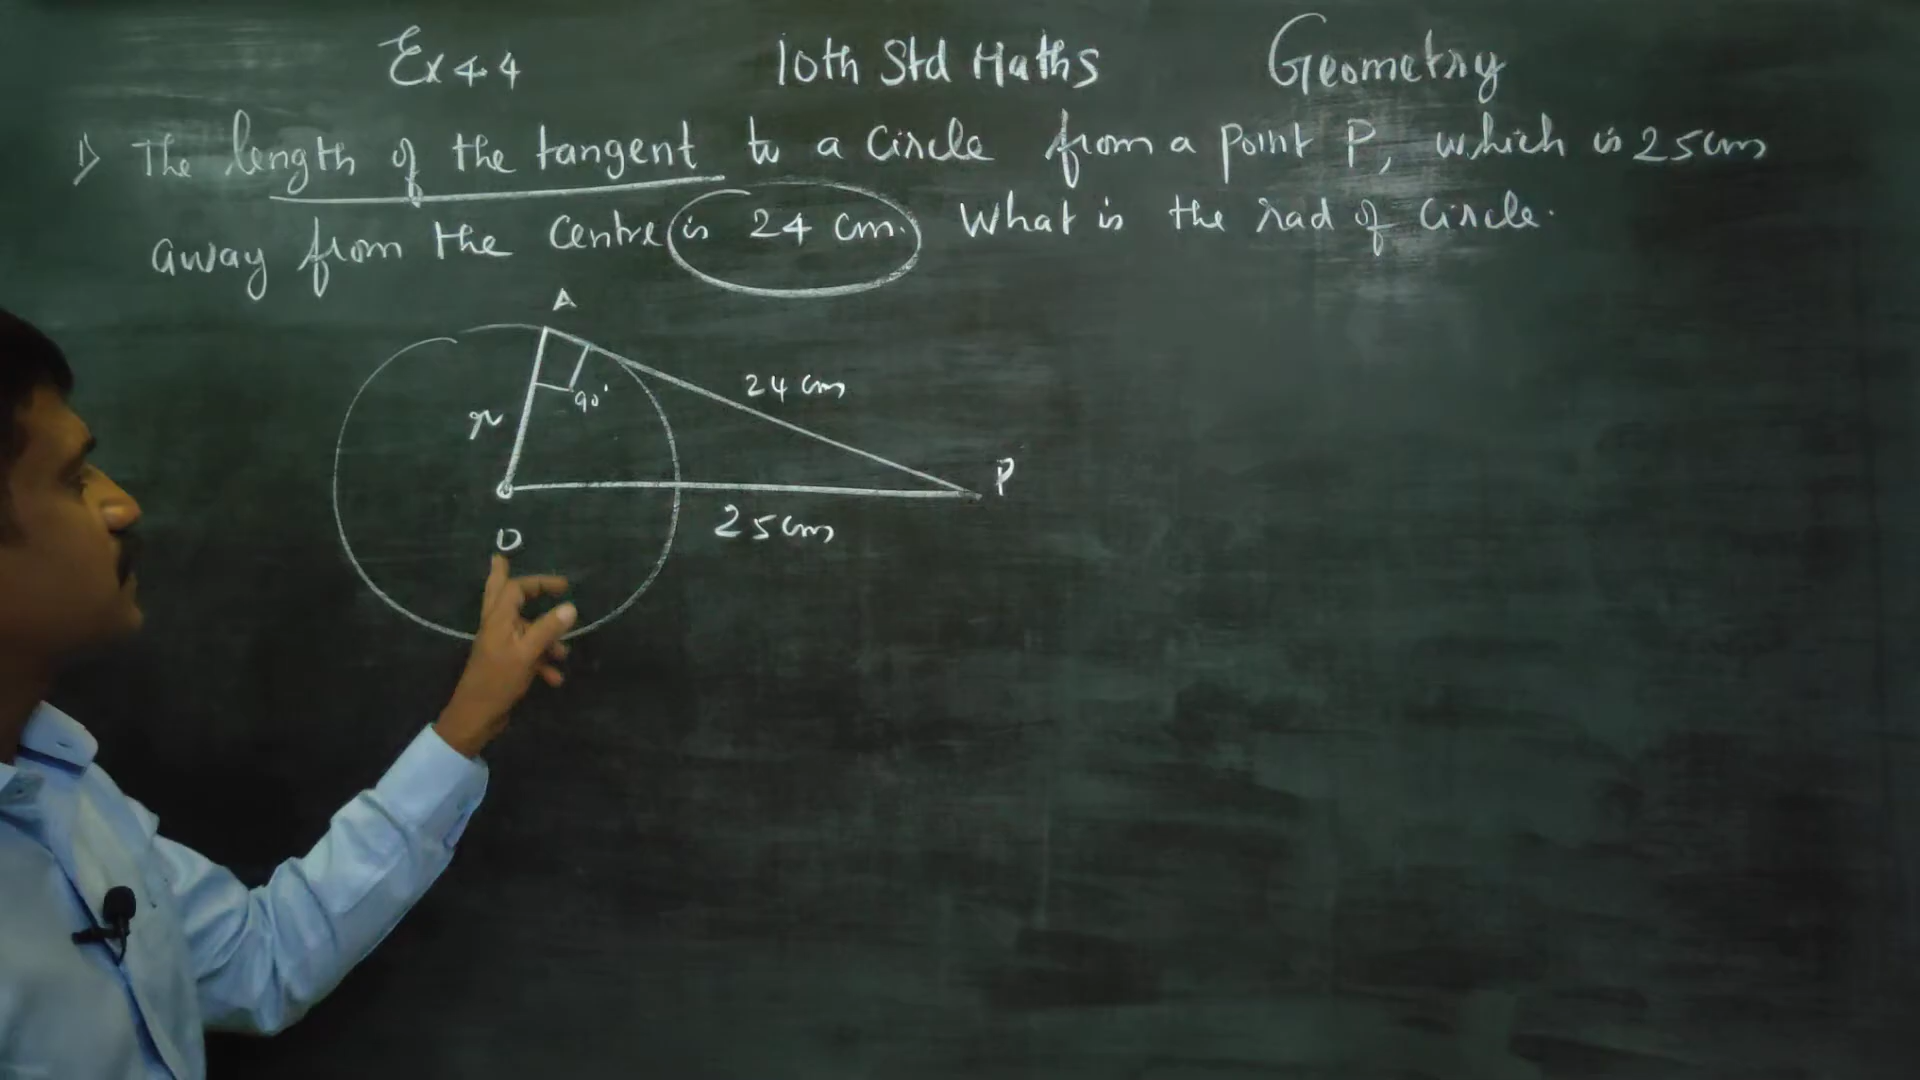 Ex 4.4 10th Std Maths Geometry
1) The length of the tangent to a circle from a point P, which is 25cm
away from the centre is 24 cm. What is the rad of circle.
A
24 cm
90°
r
P
25cm
O